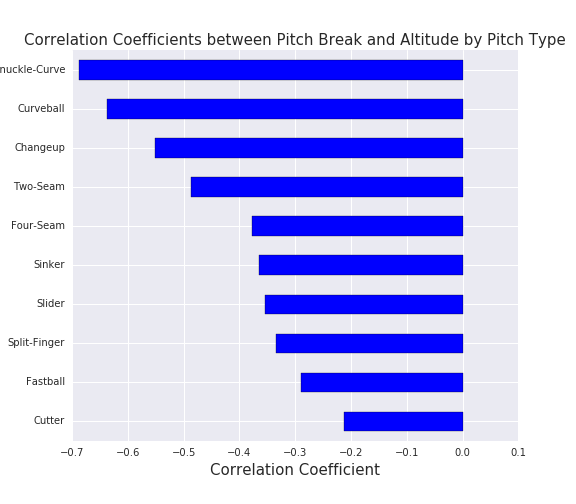 Correlation Coefficients between Pitch Break and Altitude by Pitch Type
nuckle-Curve
Curveball
Changeup
Two-Seam
Four-Seam
Sinker
Slider
Split-Finger
Fastball
Cutter
−0.7 −0.6 −0.5 −0.4 −0.3 −0.2 −0.1 0.0 0.1
Correlation Coefficient